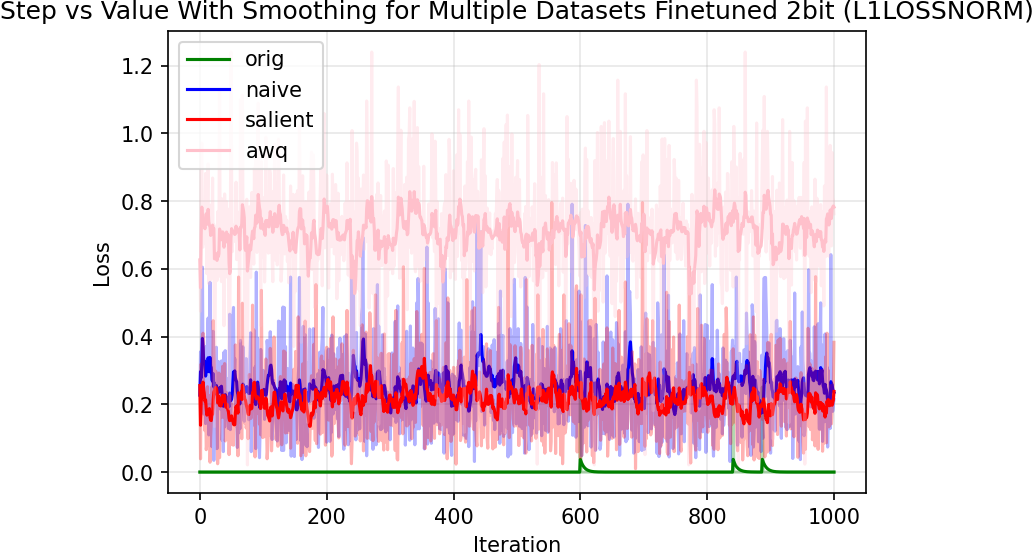 Step vs Value With Smoothing for Multiple Datasets Finetuned 2bit (L1LOSSNORM)
orig
naive
salient
awq
1.2
1.0
0.8
0.6
0.4
0.2
0.0
Loss
0 200 400 600 800 1000
Iteration